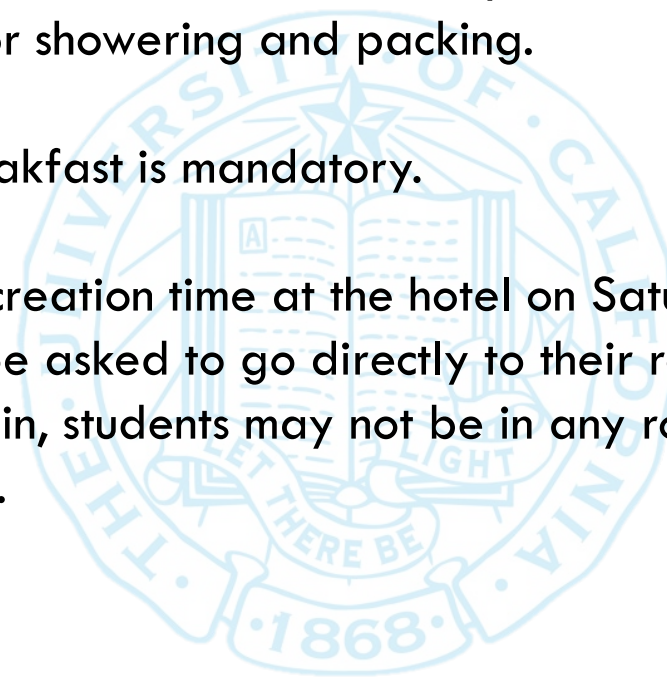 or showering and packing.
akfast is mandatory.
creation time at the hotel on Satu
e asked to go directly to their r
in, students may not be in any ro
.
THE · UNIVERSITY · OF · CALIFORNIA ·
A
LET THERE BE LIGHT
·1868·